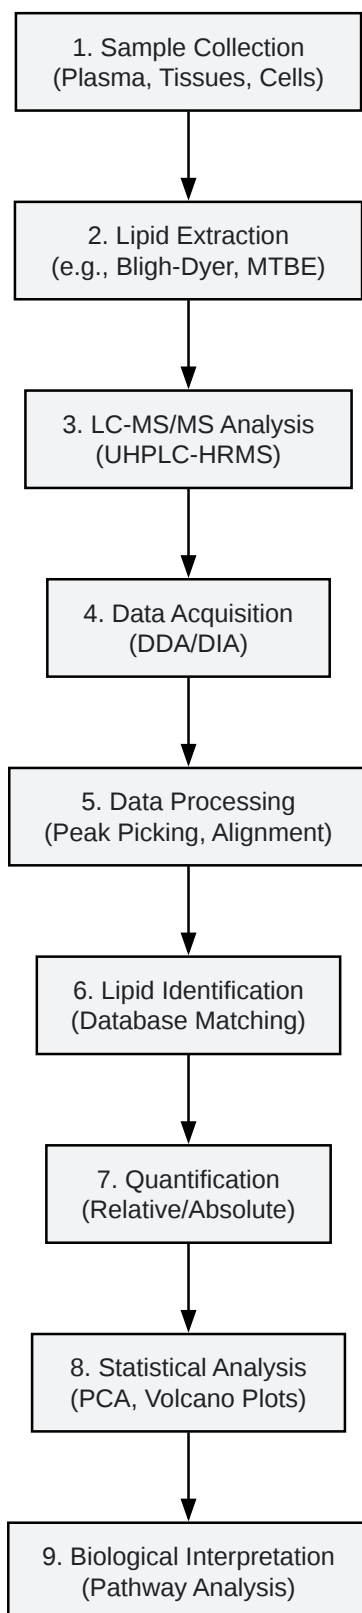 1. Sample Collection
(Plasma, Tissues, Cells)
2. Lipid Extraction
(e.g., Bligh-Dyer, MTBE)
3. LC-MS/MS Analysis
(UHPLC-HRMS)
4. Data Acquisition
(DDA/DIA)
5. Data Processing
(Peak Picking, Alignment)
6. Lipid Identification
(Database Matching)
7. Quantification
(Relative/Absolute)
8. Statistical Analysis
(PCA, Volcano Plots)
9. Biological Interpretation
(Pathway Analysis)